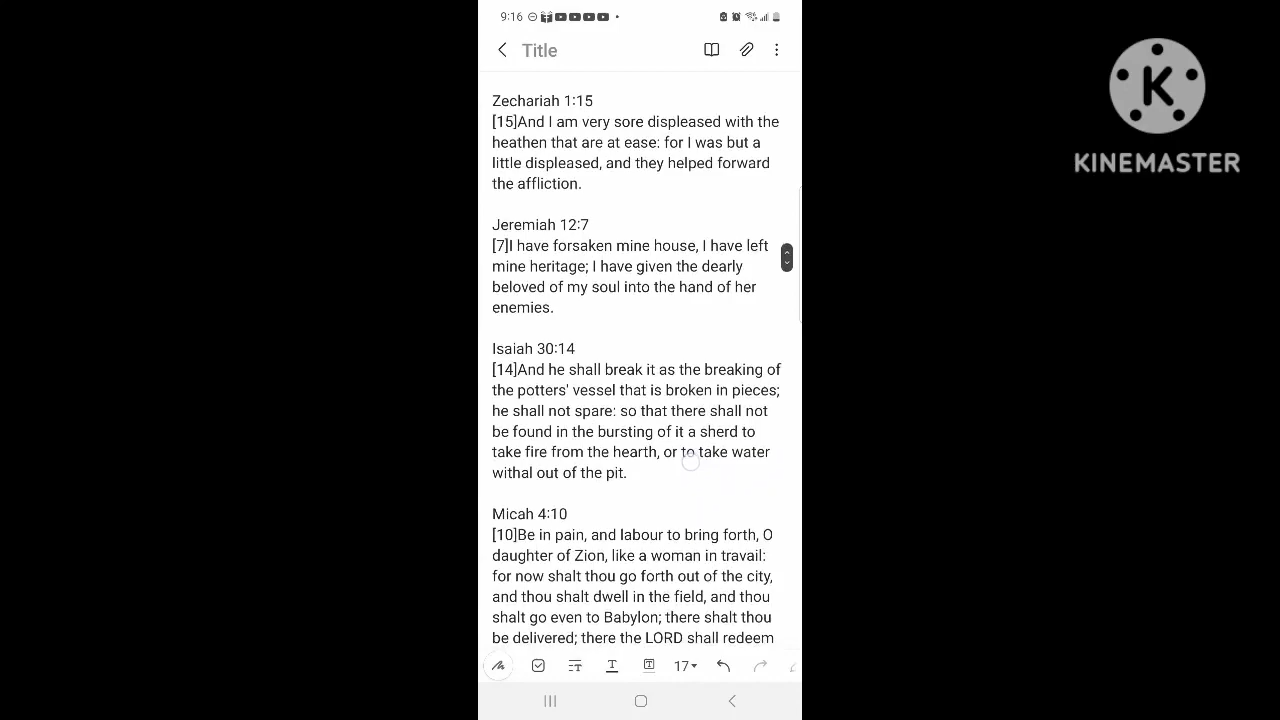 9:16
Title
Zechariah 1:15
[15]And I am very sore displeased with the
heathen that are at ease: for I was but a
little displeased, and they helped forward
the affliction.
Jeremiah 12:7
[7]I have forsaken mine house, I have left
mine heritage; I have given the dearly
beloved of my soul into the hand of her
enemies.
Isaiah 30:14
[14]And he shall break it as the breaking of
the potters' vessel that is broken in pieces;
he shall not spare: so that there shall not
be found in the bursting of it a sherd to
take fire from the hearth, or to take water
withal out of the pit.
Micah 4:10
[10]Be in pain, and labour to bring forth, O
daughter of Zion, like a woman in travail:
for now shalt thou go forth out of the city,
and thou shalt dwell in the field, and thou
shalt go even to Babylon; there shalt thou
be delivered; there the LORD shall redeem
17
K
KINEMASTER